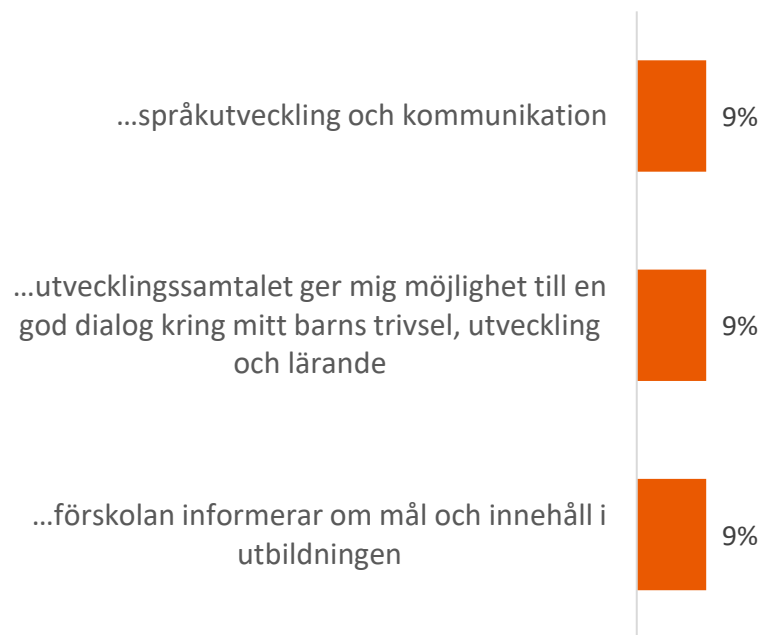 ...språkutveckling och kommunikation
9%
...utvecklingssamtalet ger mig möjlighet till en
god dialog kring mitt barns trivsel, utveckling
och lärande
9%
...förskolan informerar om mål och innehåll i
utbildningen
9%